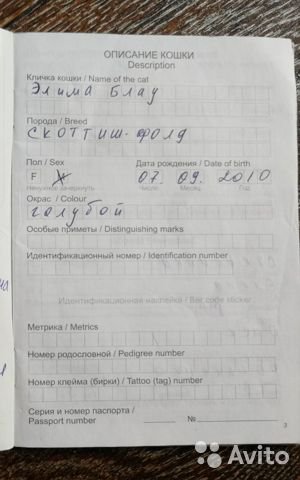 ОПИСАНИЕ КОШКИ
Description
Кличка кошки / Name of the cat
Элима Блау
Порода / Breed
скоттиш-фолд
Пол / Sex Дата рождения / Date of birth
F М 07. 09. 2010
Ненужное зачеркнуть Число Месяц Год
Окрас / Colour
голубой
Особые приметы / Distinguishing marks
Идентификационный номер / Identification number
Идентификационная наклейка / Bar code sticker
Метрика / Metrics
Номер родословной / Pedigree number
Номер клейма (бирки) / Tattoo (tag) number
Серия и номер паспорта /
Passport number № 
3
Avito